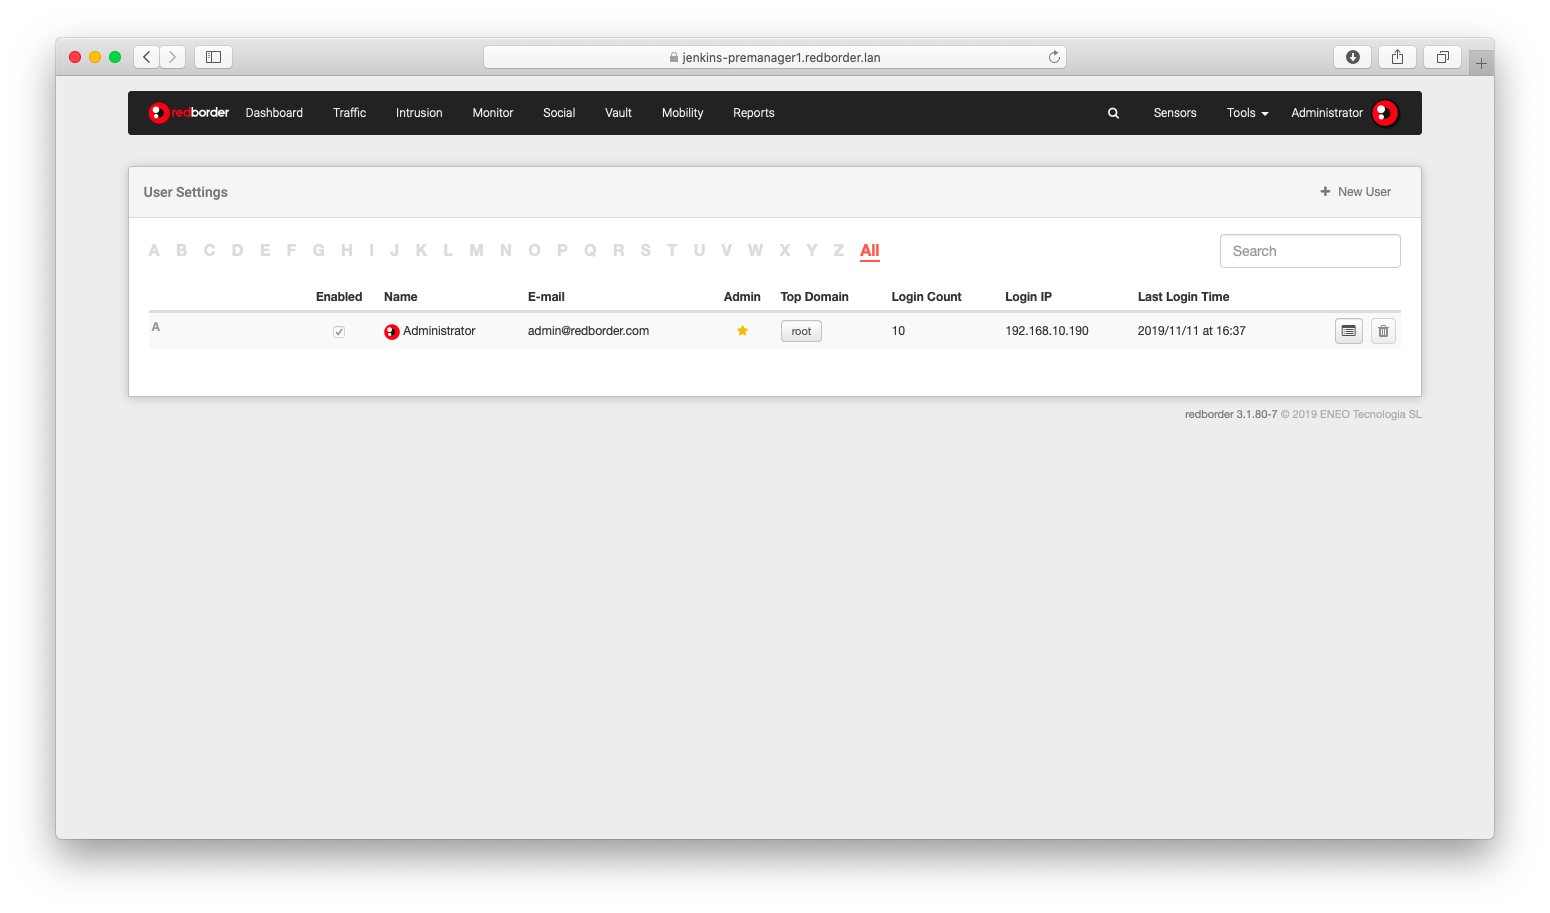 jenkins-premanager1.redborder.lan
redborder Dashboard Traffic Intrusion Monitor Social Vault Mobility Reports Sensors Tools Administrator
User Settings New User
A B C D E F G H I J K L M N O P Q R S T U V W X Y Z All Search
Enabled Name E-mail Admin Top Domain Login Count Login IP Last Login Time
A Administrator admin@redborder.com root 10 192.168.10.190 2019/11/11 at 16:37
redborder 3.1.80-7 © 2019 ENEO Tecnologia SL